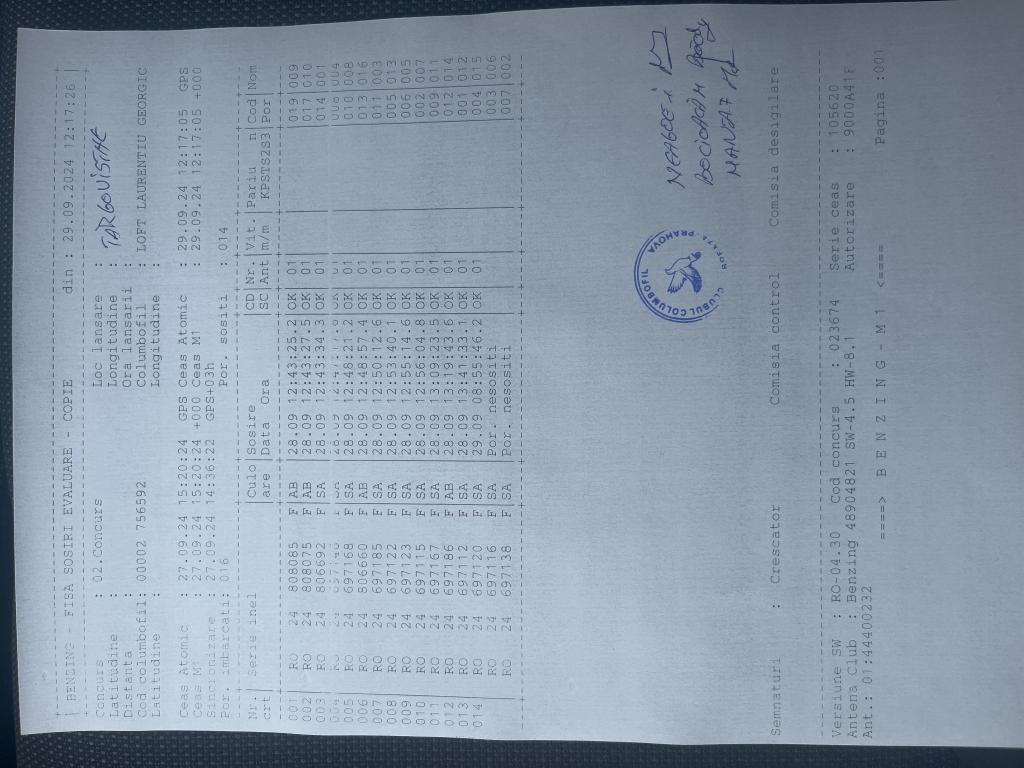 BENZING - FISA SOSIRI EVALUARE - COPIE din : 29.09.2024 12:17:26
Concurs : 02.Concurs Loc lansare : TARGOVISTAE
Latitudine : Longitudine :
Distanta : Ora lansarii :
Cod columbofil: 00002 756592 Columbofil : LOFT LAURENTIU GEORGIC
Latitudine : Longitudine :
Ceas Atomic : 27.09.24 15:20:24 GPS Ceas Atomic : 29.09.24 12:17:05 GPS
Ceas M1 : 27.09.24 15:20:24 +000 Ceas M1 : 29.09.24 12:17:05 +000
Sincronizare : 27.09.24 14:36:22 GPS+03h
Por. imbarcati: 016 Por. sositi : 014
Nr. Serie inel Culo Sosire CD Nr. Vit. Pariu n Cod Nom
crt are Data Ora SC Ant m/m KPSTS2S3 Por
001 RO 24 808085 F AB 28.09 12:43:25.2 OK 01 019 009
002 RO 24 808075 F AB 28.09 12:43:27.5 OK 01 017 010
003 RO 24 806692 F SA 28.09 12:43:34.3 OK 01 014 001
005 RO 24 697168 F SA 28.09 12:48:21.2 OK 01 010 008
006 RO 24 806660 F AB 28.09 12:48:57.4 OK 01 013 016
007 RO 24 697185 F SA 28.09 12:50:12.6 OK 01 011 003
008 RO 24 697122 F SA 28.09 12:53:40.1 OK 01 005 013
009 RO 24 697123 F SA 28.09 12:55:14.6 OK 01 006 005
010 RO 24 697115 F SA 28.09 12:56:04.8 OK 01 002 007
011 RO 24 697167 F SA 28.09 OK 01 009 011
012 RO 24 697186 F AB 28.09 13:19:23.6 OK 01 012 014
013 RO 24 697112 F SA 28.09 13:41:33.1 OK 01 001 012
014 RO 24 697120 F SA 29.09 08:55:46.2 OK 01 004 015
RO 24 697116 F SA Por. nesositi 003 006
RO 24 697138 F SA Por. nesositi 007 002
CLUBUL COLUMBOFIL PRAHOVA
MANTA
Semnaturi : Crescator Comisia control Comisia desigilare
Versiune SW : RO-04.30 Cod concurs : 023674 Serie ceas : 105620
Antena Club : Benzing 48904821 SW-4.5 HW-8.1 Autorizare : 9000A41F
Ant.: 01:44400232
====> B E N Z I N G - M 1 <==== Pagina :001